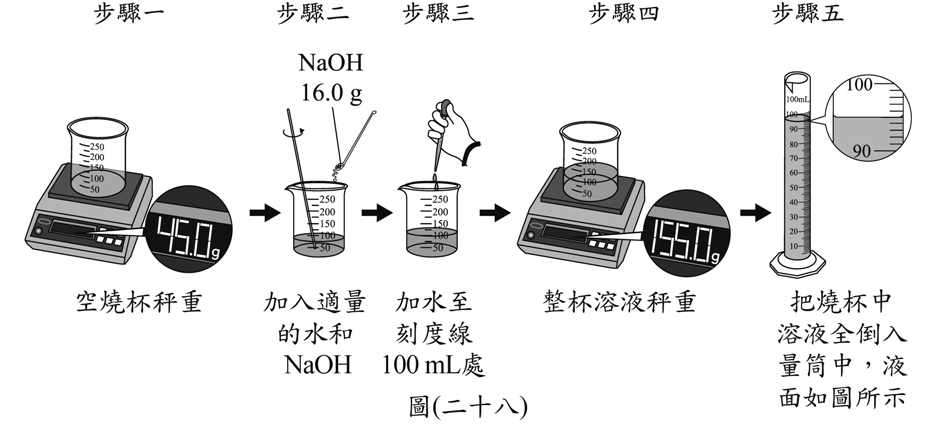 步驟一
步驟二
步驟三
步驟四
步驟五
NaOH
16.0 g
250
200
150
100
50
45.0g
250
200
150
100
50
250
200
150
100
50
250
200
150
100
50
155.0g
100mL
100
90
80
70
60
50
40
30
20
10
100
90
空燒杯秤重
加入適量
的水和
NaOH
加水至
刻度線
100 mL處
整杯溶液秤重
把燒杯中
溶液全倒入
量筒中，液
面如圖所示
圖(二十八)